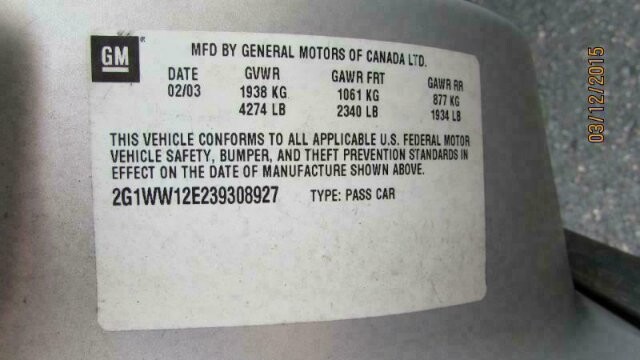 GM
MFD BY GENERAL MOTORS OF CANADA LTD.
DATE GVWR GAWR FRT GAWR RR
02/03 1938 KG 1061 KG 877 KG
4274 LB 2340 LB 1934 LB
THIS VEHICLE CONFORMS TO ALL APPLICABLE U.S. FEDERAL MOTOR
VEHICLE SAFETY, BUMPER, AND THEFT PREVENTION STANDARDS IN
EFFECT ON THE DATE OF MANUFACTURE SHOWN ABOVE.
2G1WW12E239308927 TYPE: PASS CAR
03/12/2015